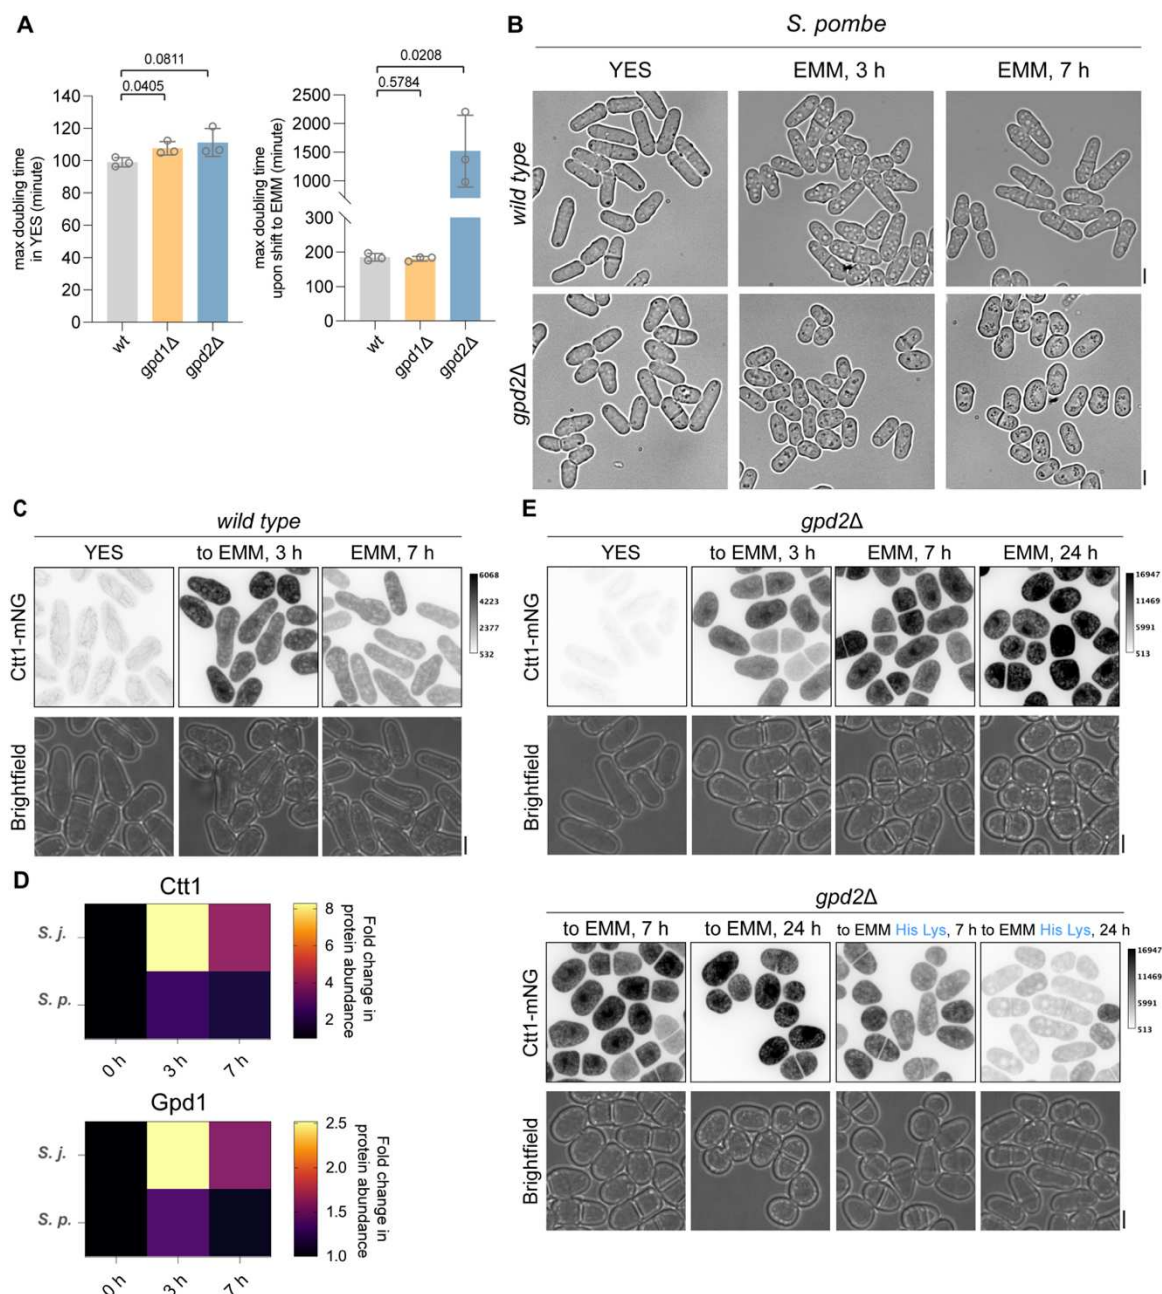 A
0.0811
0.0405
140
120
100
80
60
40
20
0
max doubling time
in YES (minute)
wt
gpd1Δ
gpd2Δ
0.0208
0.5784
2500
2000
1500
1000
300
200
100
0
max doubling time
upon shift to EMM (minute)
wt
gpd1Δ
gpd2Δ
B
S. pombe
YES
EMM, 3 h
EMM, 7 h
wild type
gpd2Δ
C
wild type
YES
to EMM, 3 h
EMM, 7 h
Ctt1-mNG
6068
4223
2377
532
Brightfield
D
Ctt1
S. j.
S. p.
0 h
3 h
7 h
8
6
4
2
Fold change in
protein abundance
Gpd1
S. j.
S. p.
0 h
3 h
7 h
2.5
2.0
1.5
1.0
Fold change in
protein abundance
E
gpd2Δ
YES
to EMM, 3 h
EMM, 7 h
EMM, 24 h
Ctt1-mNG
16947
11469
5991
513
Brightfield
gpd2Δ
to EMM, 7 h
to EMM, 24 h
to EMM His Lys, 7 h
to EMM His Lys, 24 h
Ctt1-mNG
16947
11469
5991
513
Brightfield